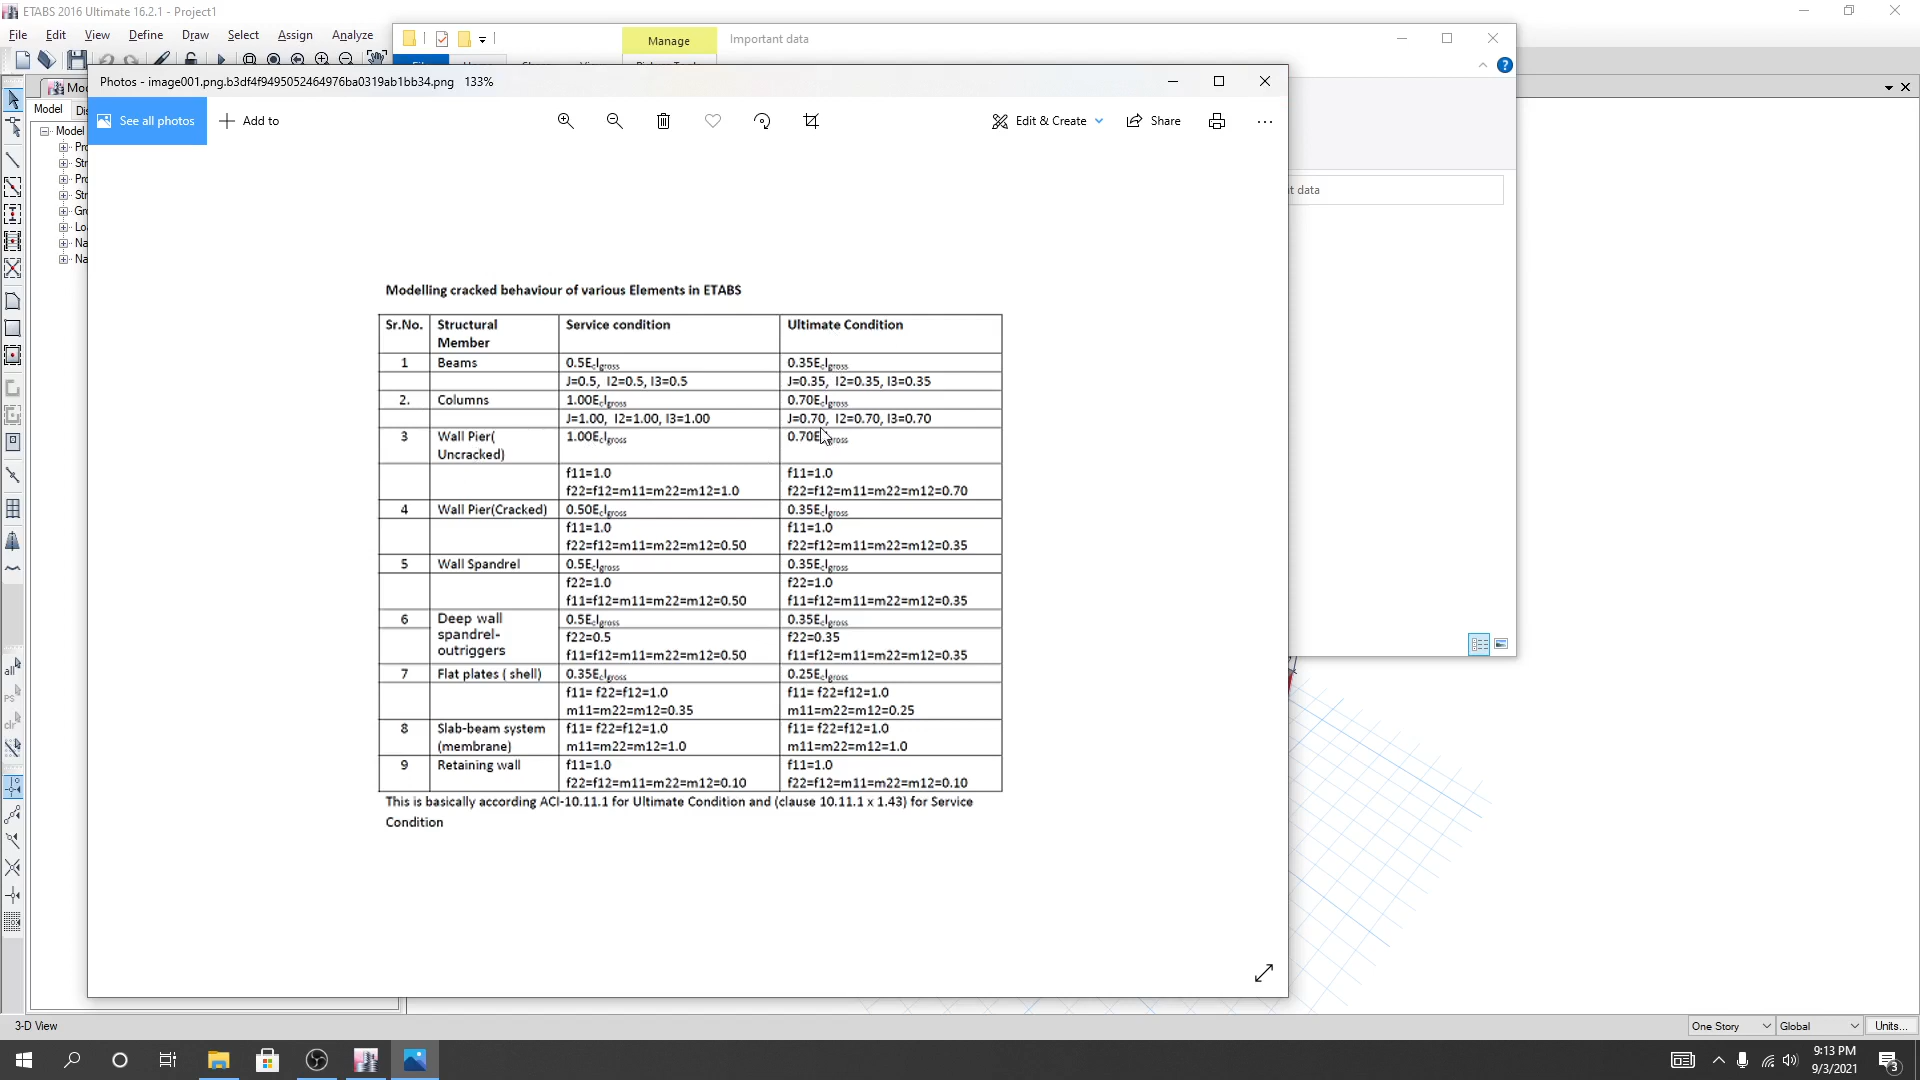 ETABS 2016 Ultimate 16.2.1 - Project1
File Edit View Define Draw Select Assign Analyze
Manage Important data
Photos - image001.png.b3df4f9495052464976ba0319ab1bb34.png 133%
See all photos Add to Edit & Create Share
Model
Model
t data
Modelling cracked behaviour of various Elements in ETABS
Sr.No. Structural Member Service condition Ultimate Condition
1 Beams 0.5EcIgross 0.35EcIgross
J=0.5, I2=0.5, I3=0.5 J=0.35, I2=0.35, I3=0.35
2. Columns 1.00EcIgross 0.70EcIgross
J=1.00, I2=1.00, I3=1.00 J=0.70, I2=0.70, I3=0.70
3 Wall Pier( Uncracked) 1.00EcIgross 0.70E gross
f11=1.0 f11=1.0
f22=f12=m11=m22=m12=1.0 f22=f12=m11=m22=m12=0.70
4 Wall Pier(Cracked) 0.50EcIgross 0.35EcIgross
f11=1.0 f11=1.0
f22=f12=m11=m22=m12=0.50 f22=f12=m11=m22=m12=0.35
5 Wall Spandrel 0.5EcIgross 0.35EcIgross
f22=1.0 f22=1.0
f11=f12=m11=m22=m12=0.50 f11=f12=m11=m22=m12=0.35
6 Deep wall spandrel- outriggers 0.5EcIgross 0.35EcIgross
f22=0.5 f22=0.35
f11=f12=m11=m22=m12=0.50 f11=f12=m11=m22=m12=0.35
7 Flat plates ( shell) 0.35EcIgross 0.25EcIgross
f11= f22=f12=1.0 f11= f22=f12=1.0
m11=m22=m12=0.35 m11=m22=m12=0.25
8 Slab-beam system (membrane) f11= f22=f12=1.0 f11= f22=f12=1.0
m11=m22=m12=1.0 m11=m22=m12=1.0
9 Retaining wall f11=1.0 f11=1.0
f22=f12=m11=m22=m12=0.10 f22=f12=m11=m22=m12=0.10
This is basically according ACI-10.11.1 for Ultimate Condition and (clause 10.11.1 x 1.43) for Service
Condition
all
3-D View One Story Global Units...
9:13 PM
9/3/2021
3